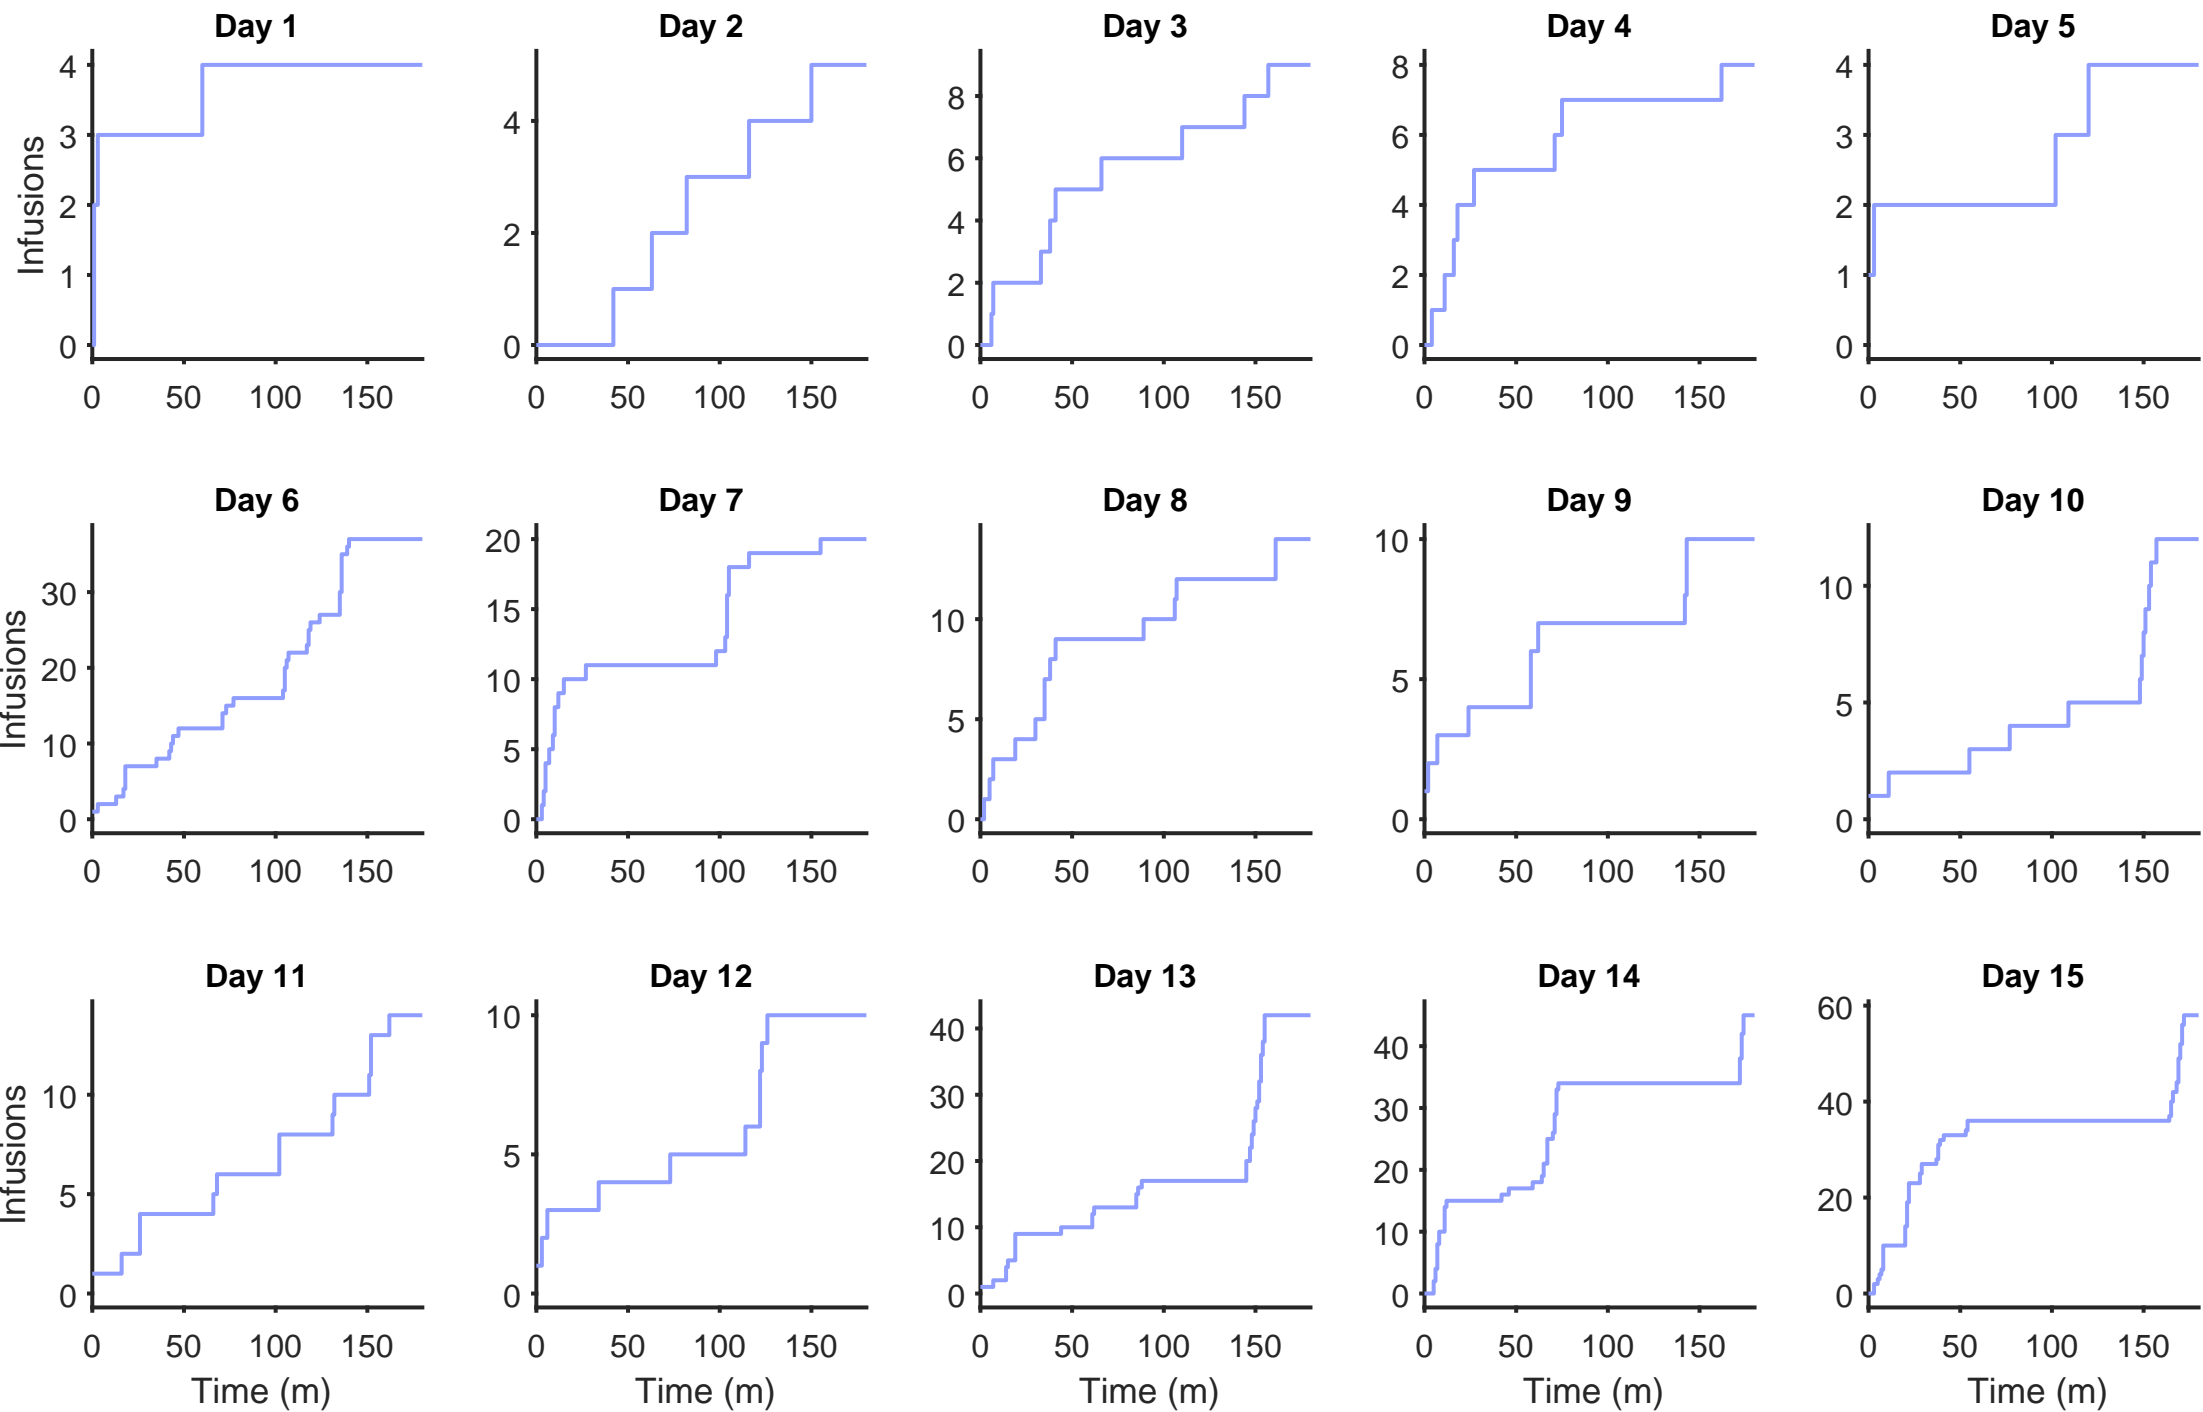 Day 1 Day 2 Day 3 Day 4 Day 5
Infusions
4 3 2 1 0
4 2 0
8 6 4 2 0
8 6 4 2 0
4 3 2 1 0
0 50 100 150 0 50 100 150 0 50 100 150 0 50 100 150 0 50 100 150
Day 6 Day 7 Day 8 Day 9 Day 10
Infusions
30 20 10 0
20 15 10 5 0
10 5 0
10 5 0
10 5 0
0 50 100 150 0 50 100 150 0 50 100 150 0 50 100 150 0 50 100 150
Day 11 Day 12 Day 13 Day 14 Day 15
Infusions
10 5 0
10 5 0
40 30 20 10 0
40 30 20 10 0
60 40 20 0
0 50 100 150 0 50 100 150 0 50 100 150 0 50 100 150 0 50 100 150
Time (m) Time (m) Time (m) Time (m) Time (m)